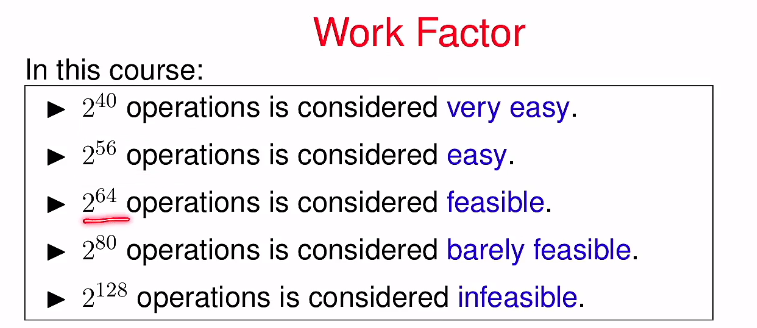 Work Factor
In this course:
► 2^40 operations is considered very easy.
► 2^56 operations is considered easy.
► 2^64 operations is considered feasible.
► 2^80 operations is considered barely feasible.
► 2^128 operations is considered infeasible.